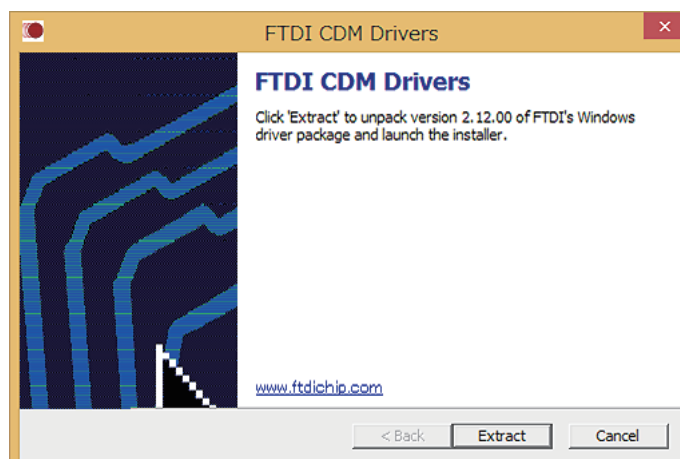 FTDI CDM Drivers
FTDI CDM Drivers
Click 'Extract' to unpack version 2.12.00 of FTDI's Windows
driver package and launch the installer.
www.ftdichip.com
< Back Extract Cancel